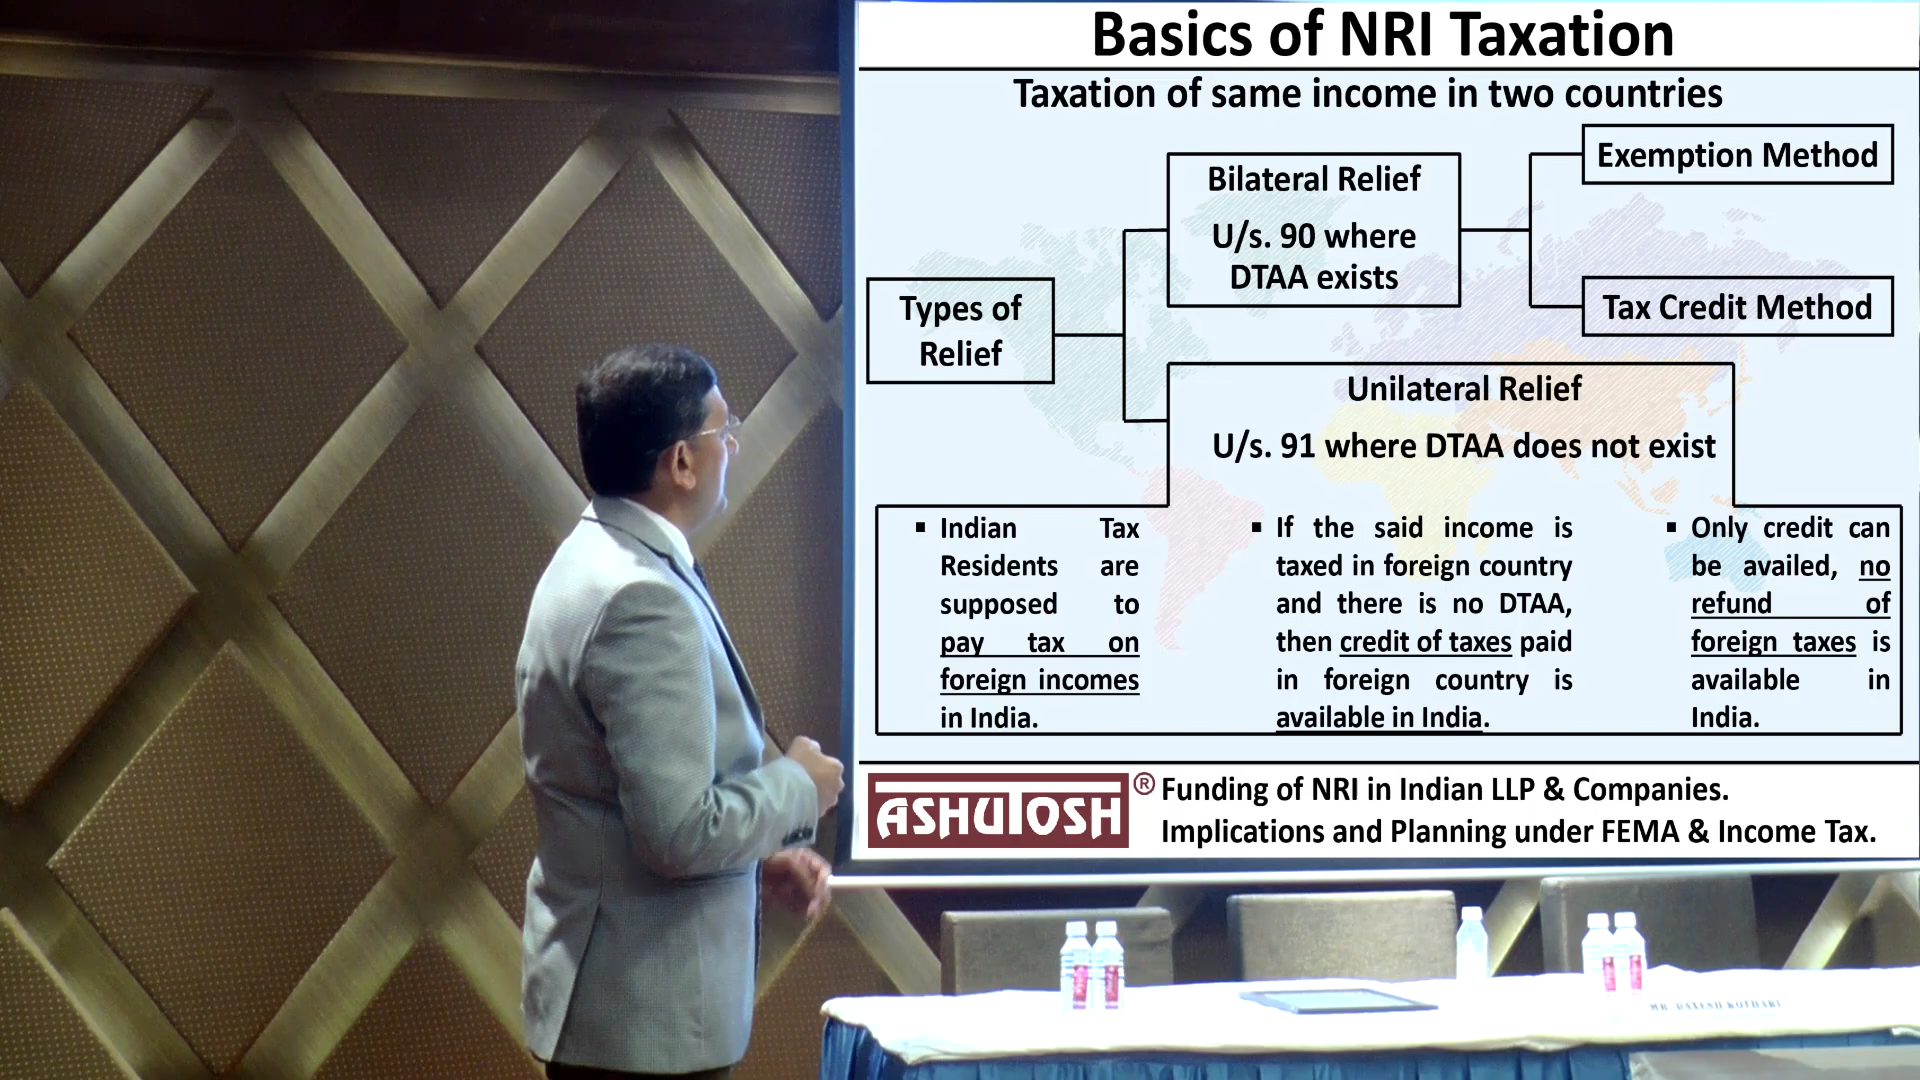 Basics of NRI Taxation
Taxation of same income in two countries
Types of
Relief
Bilateral Relief
U/s. 90 where
DTAA exists
Exemption Method
Tax Credit Method
Unilateral Relief
U/s. 91 where DTAA does not exist
▪ Indian Tax
Residents are
supposed to
pay tax on
foreign incomes
in India.
▪ If the said income is
taxed in foreign country
and there is no DTAA,
then credit of taxes paid
in foreign country is
available in India.
▪ Only credit can
be availed, no
refund of
foreign taxes is
available in
India.
ASHUTOSH ®
Funding of NRI in Indian LLP & Companies.
Implications and Planning under FEMA & Income Tax.
MR. DAXESH KOTHARI